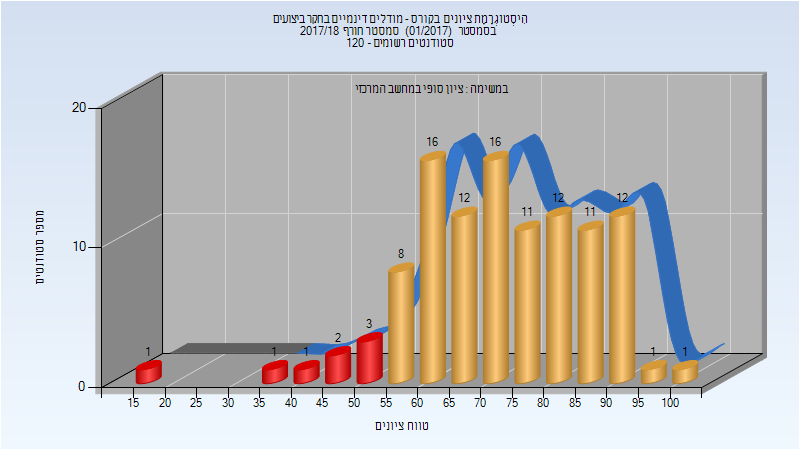 היסטוגרמת ציונים בקורס - מודלים דינמיים בחקר ביצועים
בסמסטר (01/2017) סמסטר חורף 2017/18
סטודנטים רשומים - 120
במשימה : ציון סופי במחשב המרכזי
מספר סטודנטים
20
10
0
1
1
1
2
3
8
16
12
16
11
12
11
12
1
1
15 20 25 30 35 40 45 50 55 60 65 70 75 80 85 90 95 100
טווח ציונים